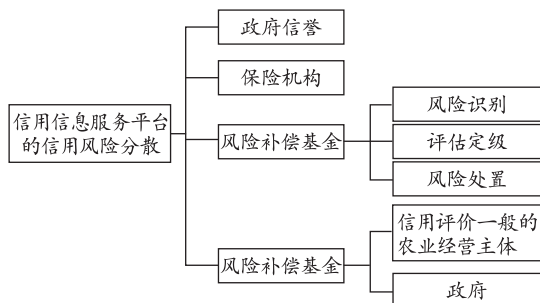 政府信誉
保险机构
信用信息服务平台
的信用风险分散
风险补偿基金
风险识别
评估定级
风险处置
风险补偿基金
信用评价一般的
农业经营主体
政府